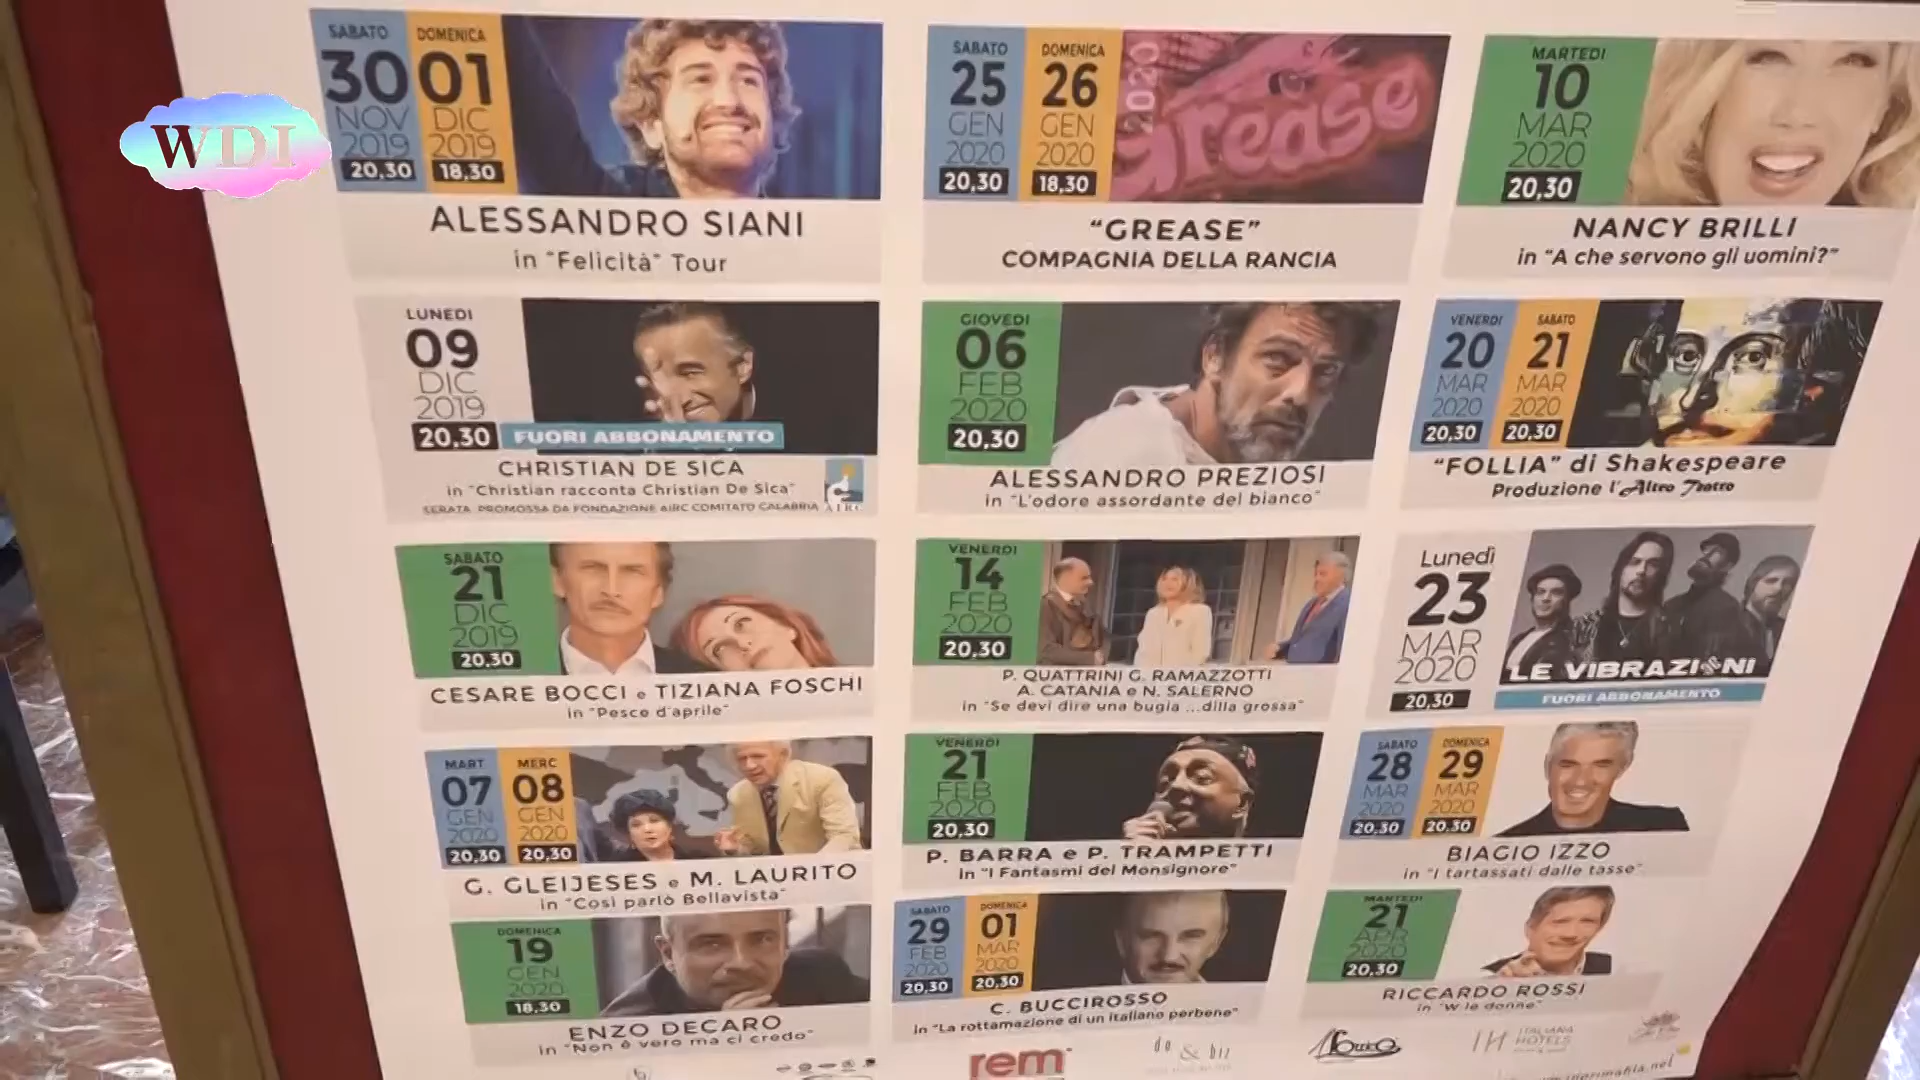 WDI
SABATO DOMENICA
30 01
NOV DIC
2019 2019
20,30 18,30
ALESSANDRO SIANI
in "Felicità" Tour
LUNEDI
09
DIC
2019
20,30 FUORI ABBONAMENTO
CHRISTIAN DE SICA
in "Christian racconta Christian De Sica"
SERATA PROMOSSA DA FONDAZIONE AIRC COMITATO CALABRIA AIRC
SABATO
21
DIC
2019
20,30
CESARE BOCCI e TIZIANA FOSCHI
in "Pesce d'aprile"
MART MERC
07 08
GEN GEN
2020 2020
20,30 20,30
G. GLEIJESES e M. LAURITO
in "Così parlò Bellavista"
DOMENICA
19
GEN
2020
18,30
ENZO DECARO
in "Non è vero ma ci credo"
SABATO DOMENICA
25 26
GEN GEN
2020 2020
20,30 18,30
2020
Grease
"GREASE"
COMPAGNIA DELLA RANCIA
GIOVEDI
06
FEB
2020
20,30
ALESSANDRO PREZIOSI
in "L'odore assordante del bianco"
VENERDI
14
FEB
2020
20,30
P. QUATTRINI G. RAMAZZOTTI
A. CATANIA e N. SALERNO
in "Se devi dire una bugia ...dilla grossa"
VENERDI
21
FEB
2020
20,30
P. BARRA e P. TRAMPETTI
in "I Fantasmi del Monsignore"
SABATO DOMENICA
29 01
FEB MAR
2020 2020
20,30 20,30
C. BUCCIROSSO
in "La rottamazione di un italiano perbene"
MARTEDI
10
MAR
2020
20,30
NANCY BRILLI
in "A che servono gli uomini?"
VENERDI SABATO
20 21
MAR MAR
2020 2020
20,30 20,30
"FOLLIA" di Shakespeare
Produzione l'Altro Teatro
Lunedì
23
MAR
2020
20,30
LE VIBRAZIONI
FUORI ABBONAMENTO
SABATO DOMENICA
28 29
MAR MAR
2020 2020
20,30 20,30
BIAGIO IZZO
in "I tartassati dalle tasse"
MARTEDI
21
APR
2020
20,30
RICCARDO ROSSI
in "W le donne"
rem
IH ITALIANA
HOTELS